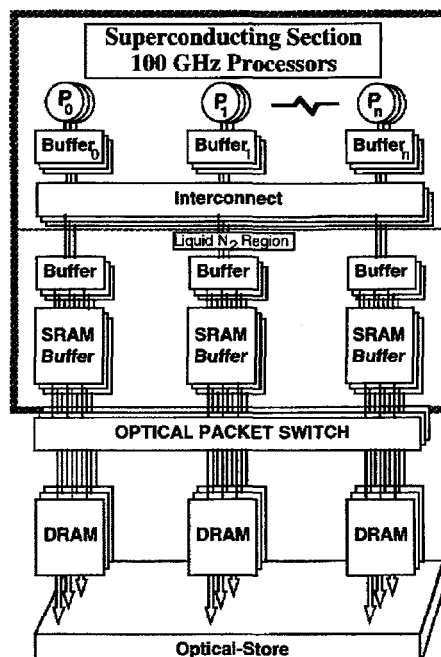 Superconducting Section
100 GHz Processors
P0 P1 Pn
Buffer0 Buffer1 Buffern
Interconnect
Liquid N2 Region
Buffer Buffer Buffer
SRAM SRAM SRAM
Buffer Buffer Buffer
OPTICAL PACKET SWITCH
DRAM DRAM DRAM
Optical-Store